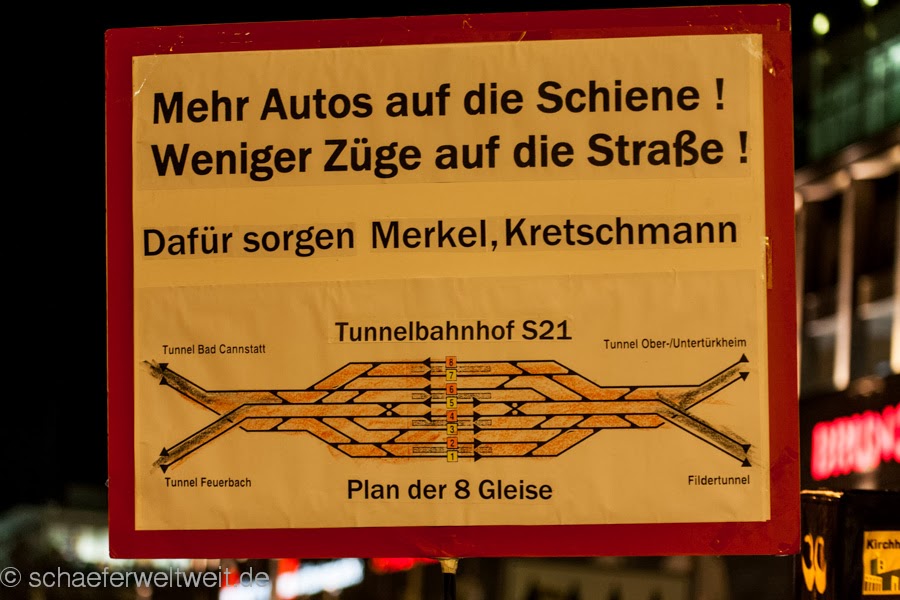 Mehr Autos auf die Schiene !
Weniger Züge auf die Straße !
Dafür sorgen Merkel, Kretschmann
Tunnelbahnhof S21
Tunnel Bad Cannstatt
Tunnel Ober-/Untertürkheim
8
7
6
5
4
3
2
1
Tunnel Feuerbach
Plan der 8 Gleise
Fildertunnel
Kirchh
© schaeferweltweit.de